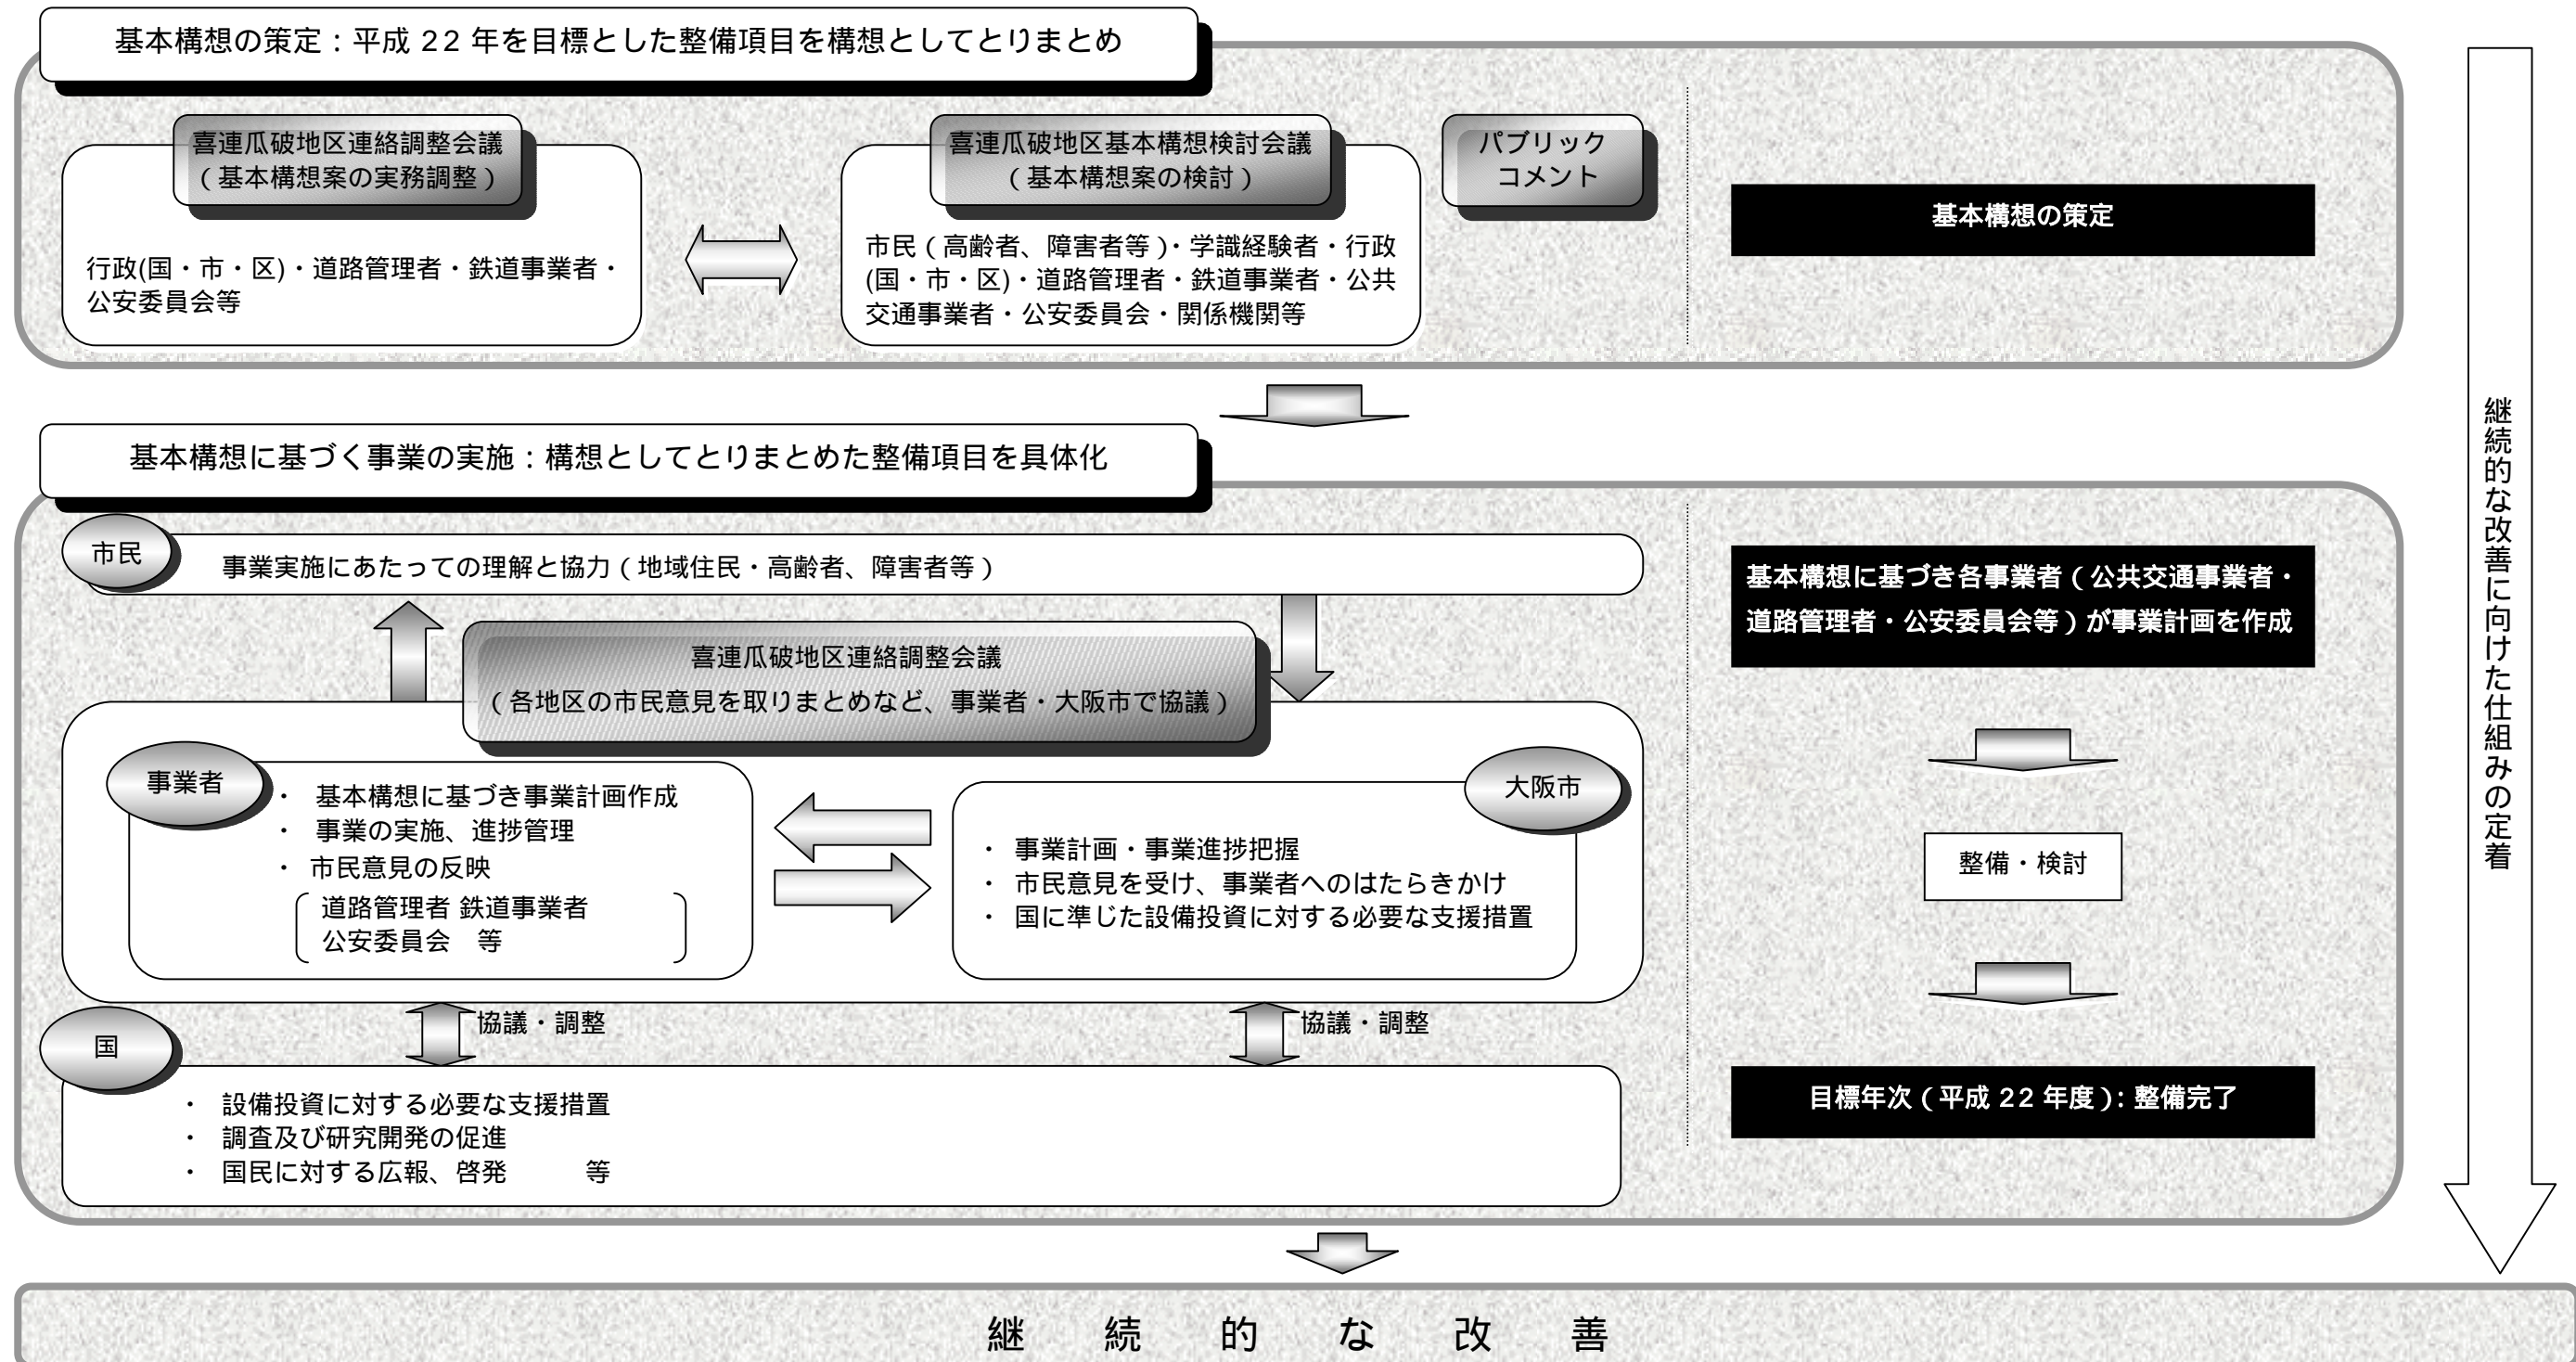 基本構想の策定：平成 22 年を目標とした整備項目を構想としてとりまとめ
喜連瓜破地区連絡調整会議
（基本構想案の実務調整）
行政(国・市・区)・道路管理者・鉄道事業者・
公安委員会等
喜連瓜破地区基本構想検討会議
（基本構想案の検討）
市民（高齢者、障害者等）・学識経験者・行政
(国・市・区)・道路管理者・鉄道事業者・公共
交通事業者・公安委員会・関係機関等
パブリック
コメント
基本構想の策定
基本構想に基づく事業の実施：構想としてとりまとめた整備項目を具体化
市民
事業実施にあたっての理解と協力（地域住民・高齢者、障害者等）
喜連瓜破地区連絡調整会議
（各地区の市民意見を取りまとめなど、事業者・大阪市で協議）
事業者
・ 基本構想に基づき事業計画作成
・ 事業の実施、進捗管理
・ 市民意見の反映
道路管理者 鉄道事業者
公安委員会 等
大阪市
・ 事業計画・事業進捗把握
・ 市民意見を受け、事業者へのはたらきかけ
・ 国に準じた設備投資に対する必要な支援措置
協議・調整
協議・調整
国
・ 設備投資に対する必要な支援措置
・ 調査及び研究開発の促進
・ 国民に対する広報、啓発 等
基本構想に基づき各事業者（公共交通事業者・
道路管理者・公安委員会等）が事業計画を作成
整備・検討
目標年次（平成 22 年度）：整備完了
継続的な改善に向けた仕組みの定着
継続的な改善